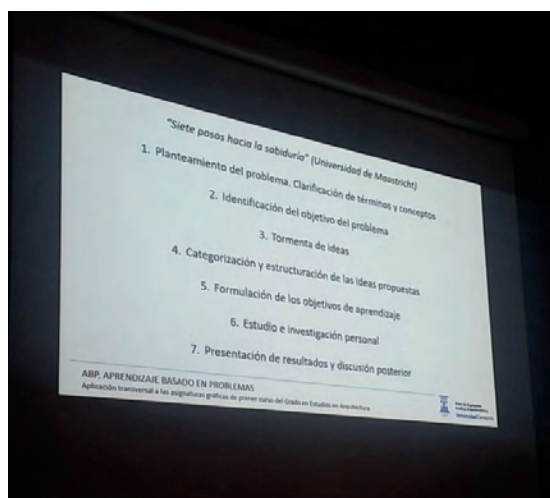 "Siete pasos hacia la sabiduría" (Universidad de Maastricht)
1. Planteamiento del problema. Clarificación de términos y conceptos
2. Identificación del objetivo del problema
3. Tormenta de ideas
4. Categorización y estructuración de las ideas propuestas
5. Formulación de los objetivos de aprendizaje
6. Estudio e investigación personal
7. Presentación de resultados y discusión posterior
ABP. APRENDIZAJE BASADO EN PROBLEMAS
Aplicación transversal a las asignaturas gráficas de primer curso del Grado en Estudios en Arquitectura